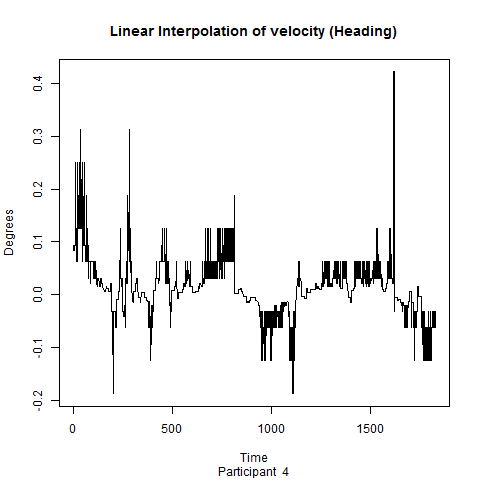 Linear Interpolation of velocity (Heading)
Degrees
0.4
0.3
0.2
0.1
0.0
-0.1
-0.2
0 500 1000 1500
Time
Participant 4